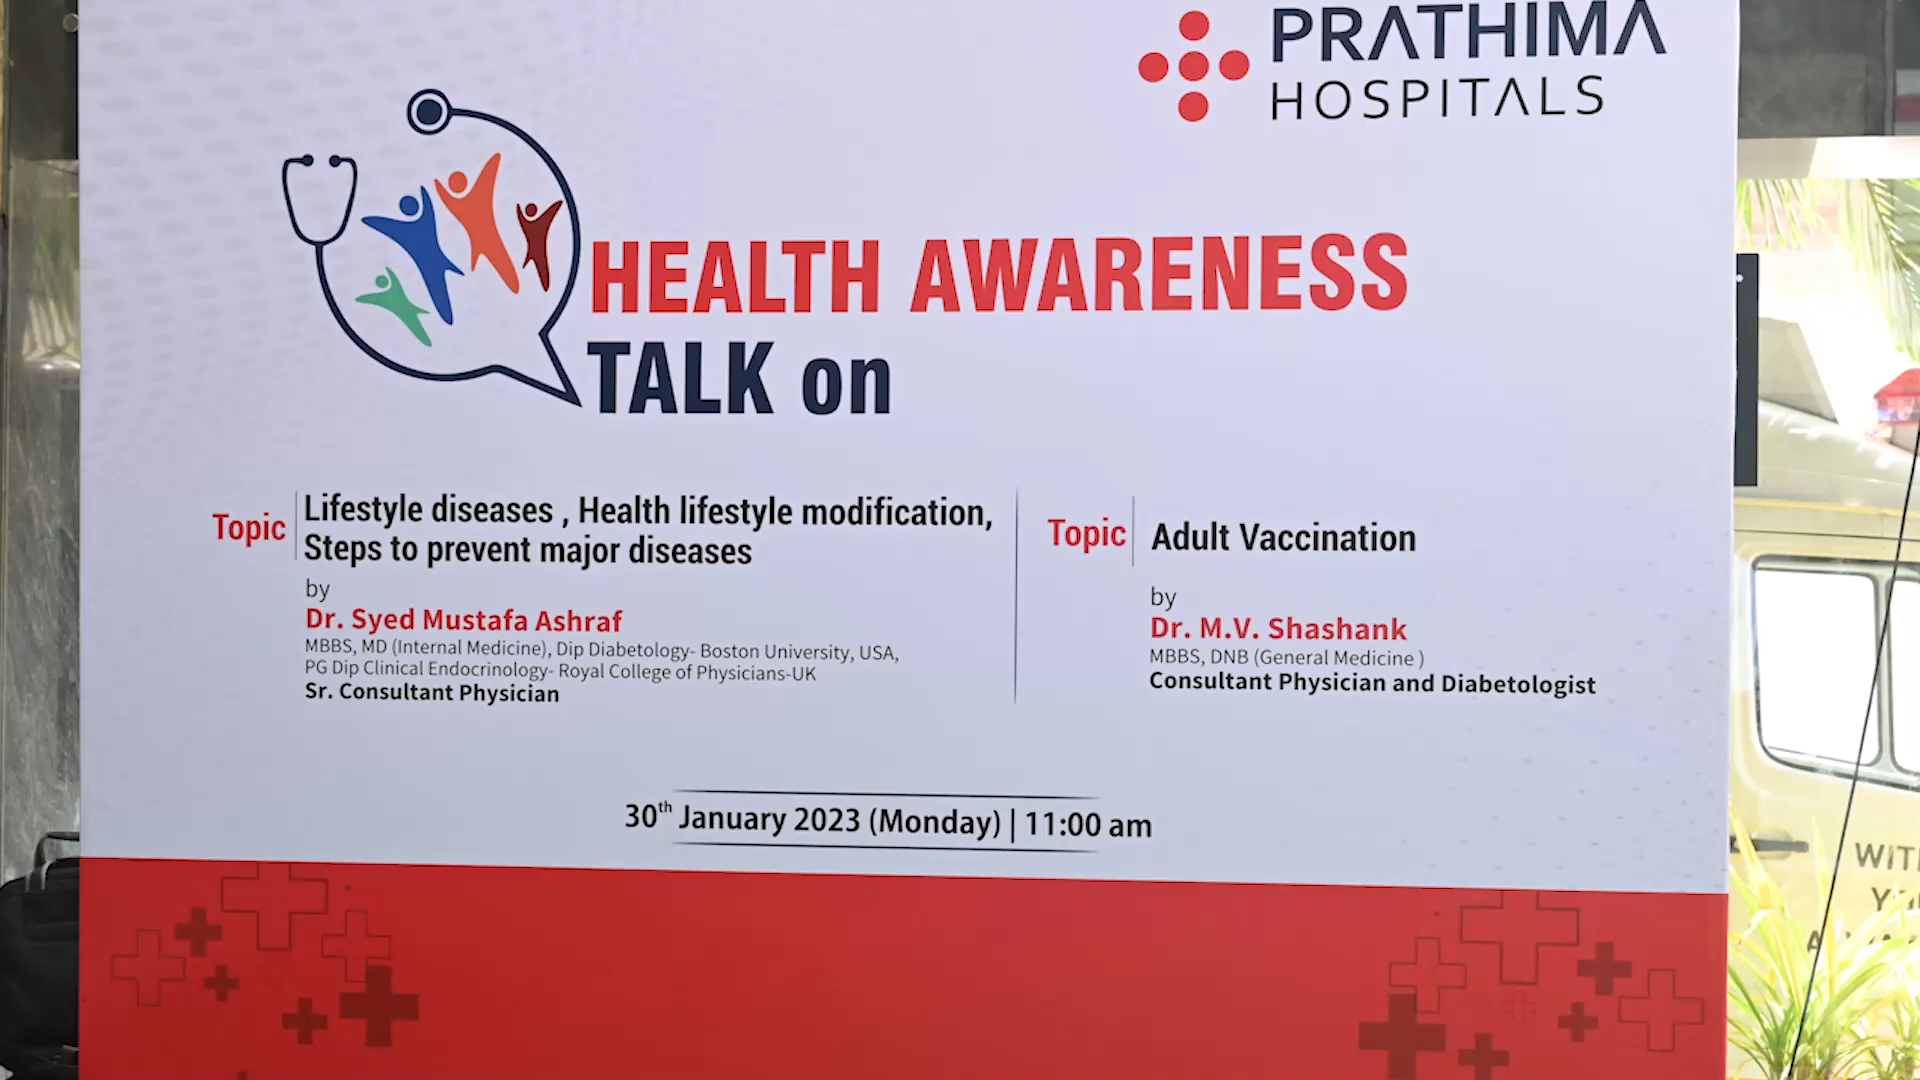 PRATHIMA
HOSPITALS
HEALTH AWARENESS
TALK on
Topic
Lifestyle diseases , Health lifestyle modification,
Steps to prevent major diseases
by
Dr. Syed Mustafa Ashraf
MBBS, MD (Internal Medicine), Dip Diabetology- Boston University, USA,
PG Dip Clinical Endocrinology- Royal College of Physicians-UK
Sr. Consultant Physician
Topic
Adult Vaccination
by
Dr. M.V. Shashank
MBBS, DNB (General Medicine )
Consultant Physician and Diabetologist
30th January 2023 (Monday) | 11:00 am